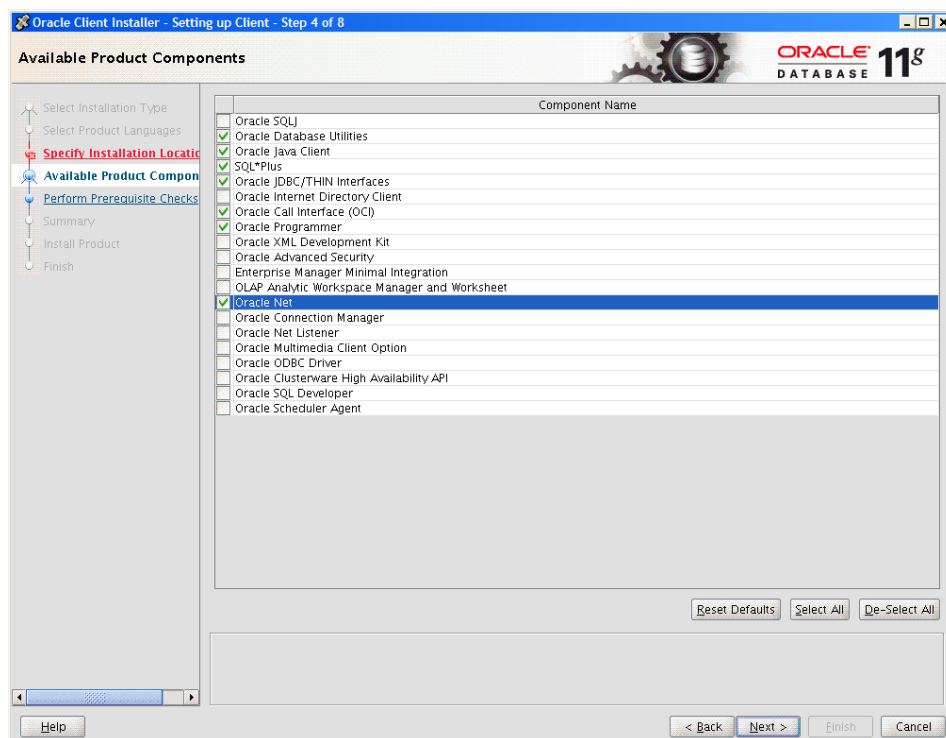 Oracle Client Installer - Setting up Client - Step 4 of 8
Available Product Components
ORACLE
DATABASE
11g
Select Installation Type
Select Product Languages
Specify Installation Locatic
Available Product Compon
Perform Prerequisite Checks
Summary
Install Product
Finish
Component Name
Oracle SQLJ
Oracle Database Utilities
Oracle Java Client
SQL*Plus
Oracle JDBC/THIN Interfaces
Oracle Internet Directory Client
Oracle Call Interface (OCI)
Oracle Programmer
Oracle XML Development Kit
Oracle Advanced Security
Enterprise Manager Minimal Integration
OLAP Analytic Workspace Manager and Worksheet
Oracle Net
Oracle Connection Manager
Oracle Net Listener
Oracle Multimedia Client Option
Oracle ODBC Driver
Oracle Clusterware High Availability API
Oracle SQL Developer
Oracle Scheduler Agent
Reset Defaults Select All De-Select All
Help < Back Next > Finish Cancel